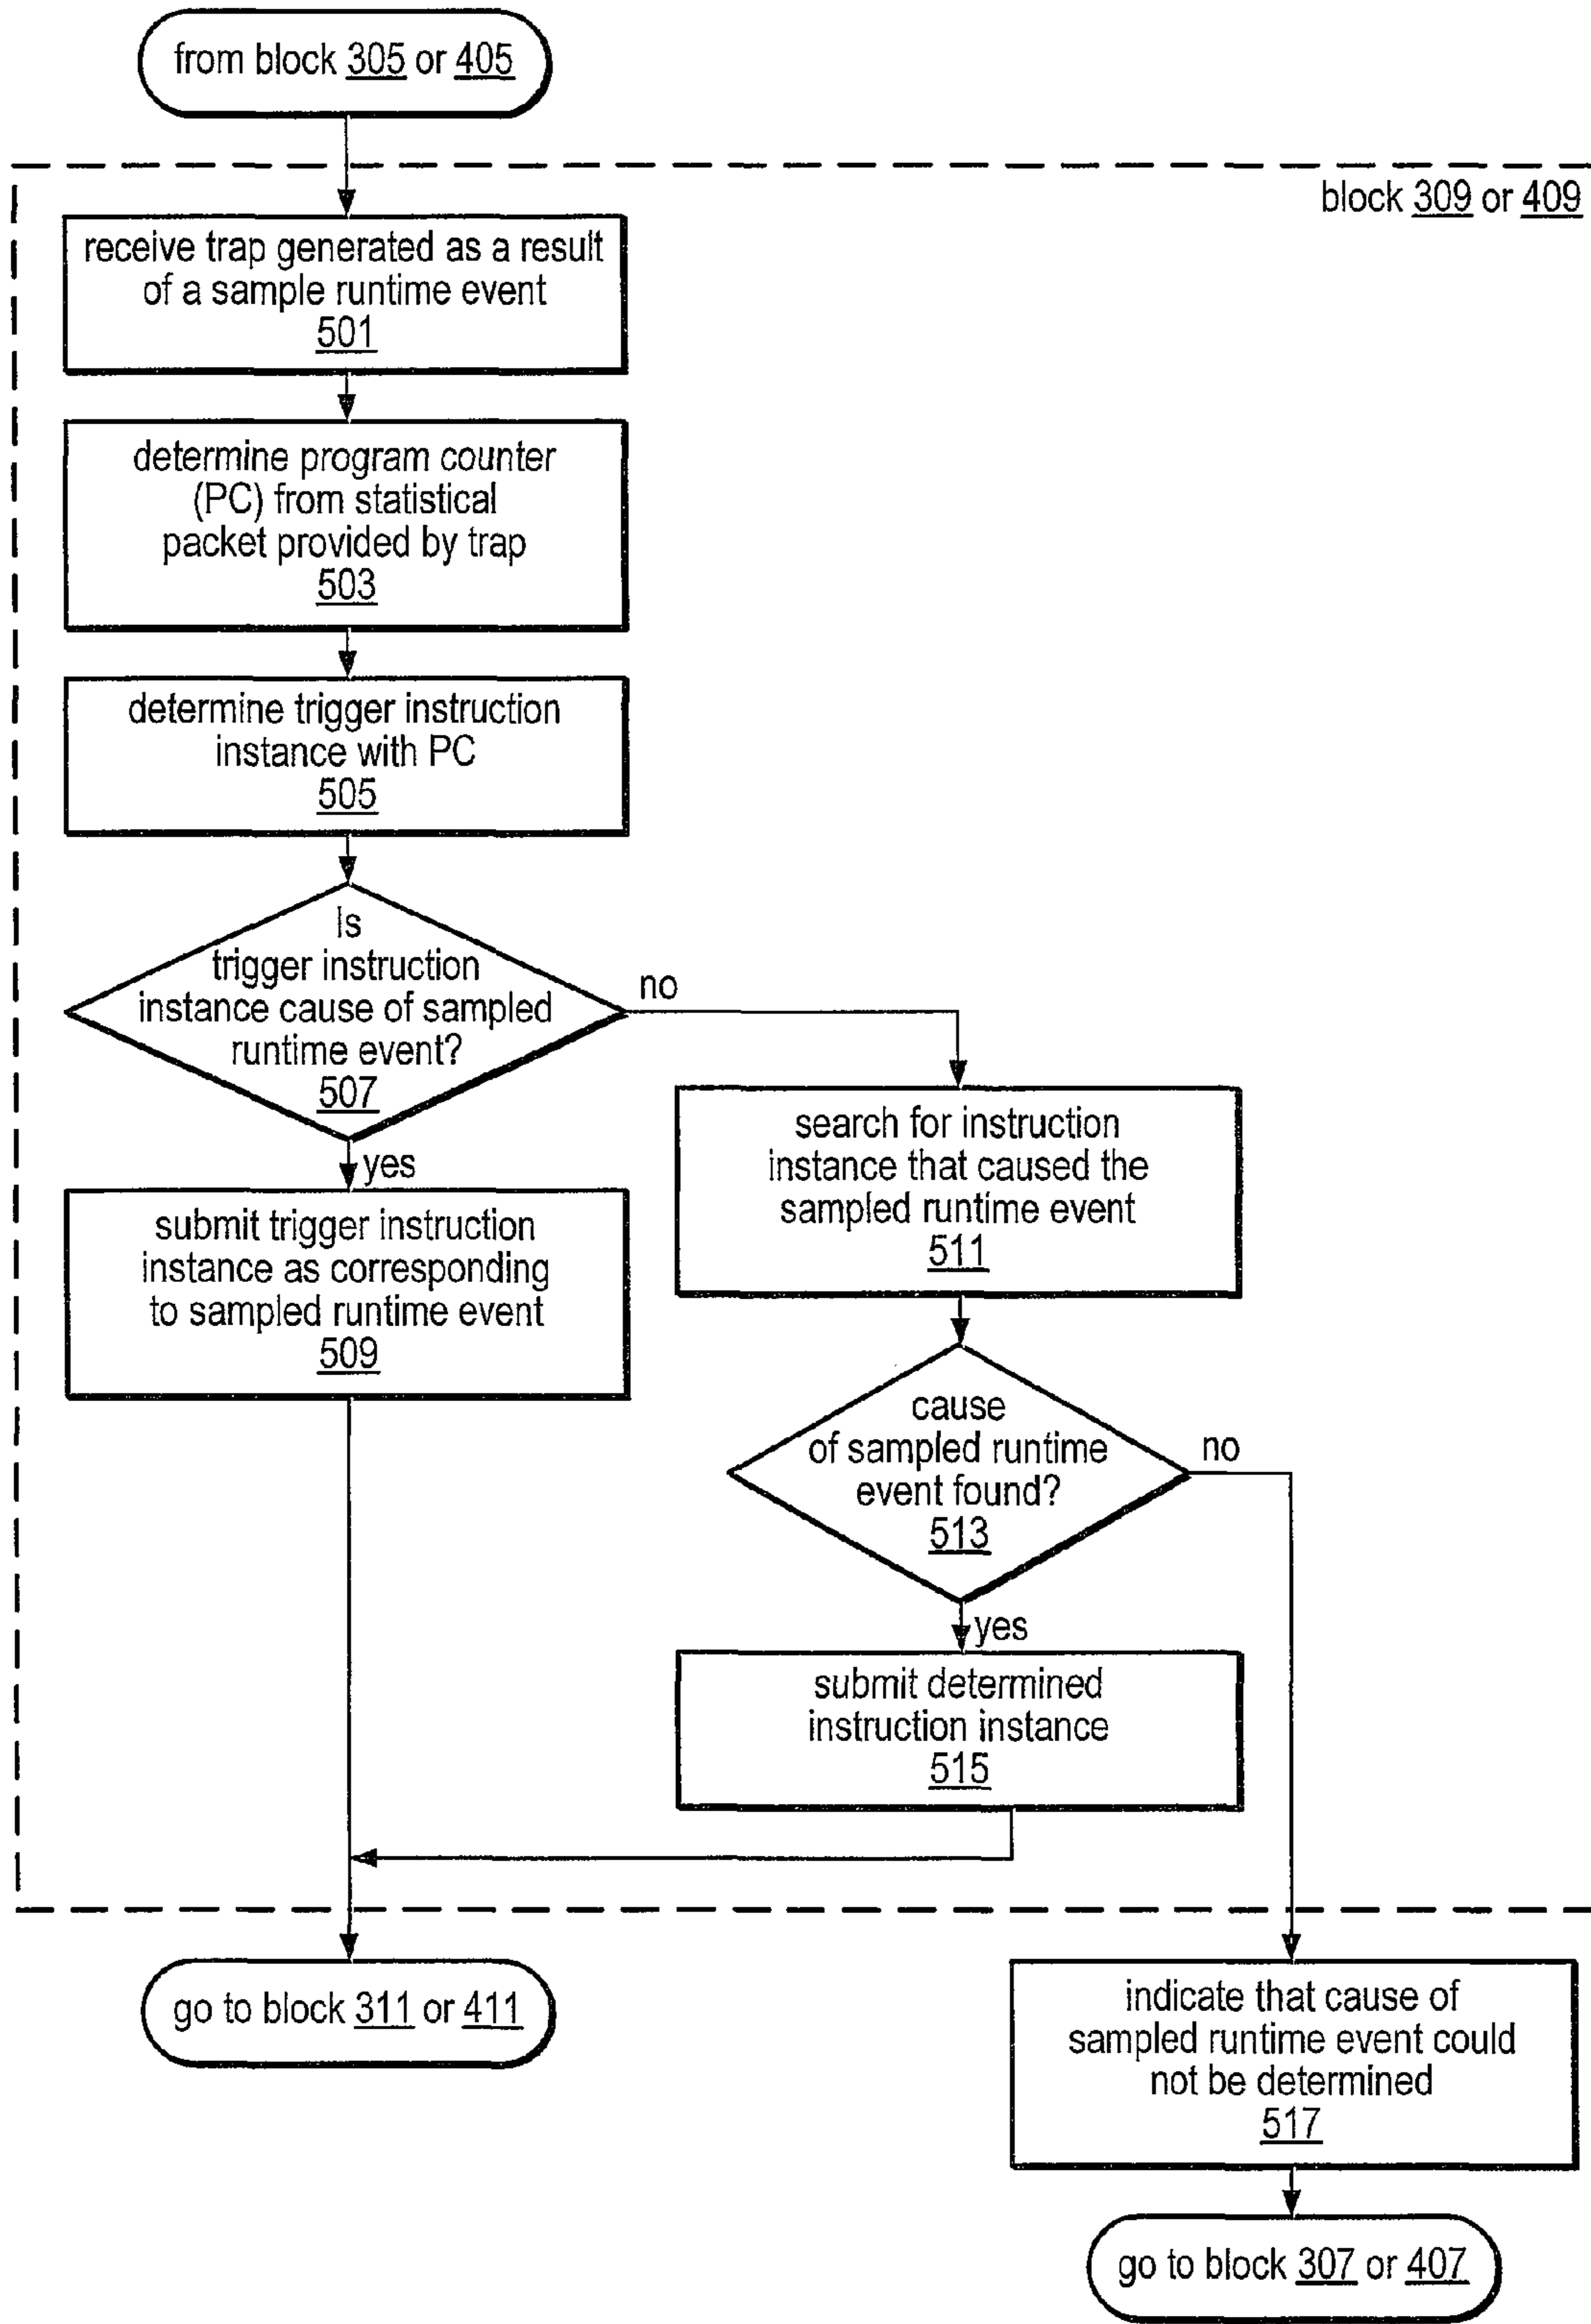 from block 305 or 405
block 309 or 409
receive trap generated as a result
of a sample runtime event
501
determine program counter
(PC) from statistical
packet provided by trap
503
determine trigger instruction
instance with PC
505
Is
trigger instruction
instance cause of sampled
runtime event?
507
no
yes
submit trigger instruction
instance as corresponding
to sampled runtime event
509
search for instruction
instance that caused the
sampled runtime event
511
cause
of sampled runtime
event found?
513
no
yes
submit determined
instruction instance
515
go to block 311 or 411
indicate that cause of
sampled runtime event could
not be determined
517
go to block 307 or 407